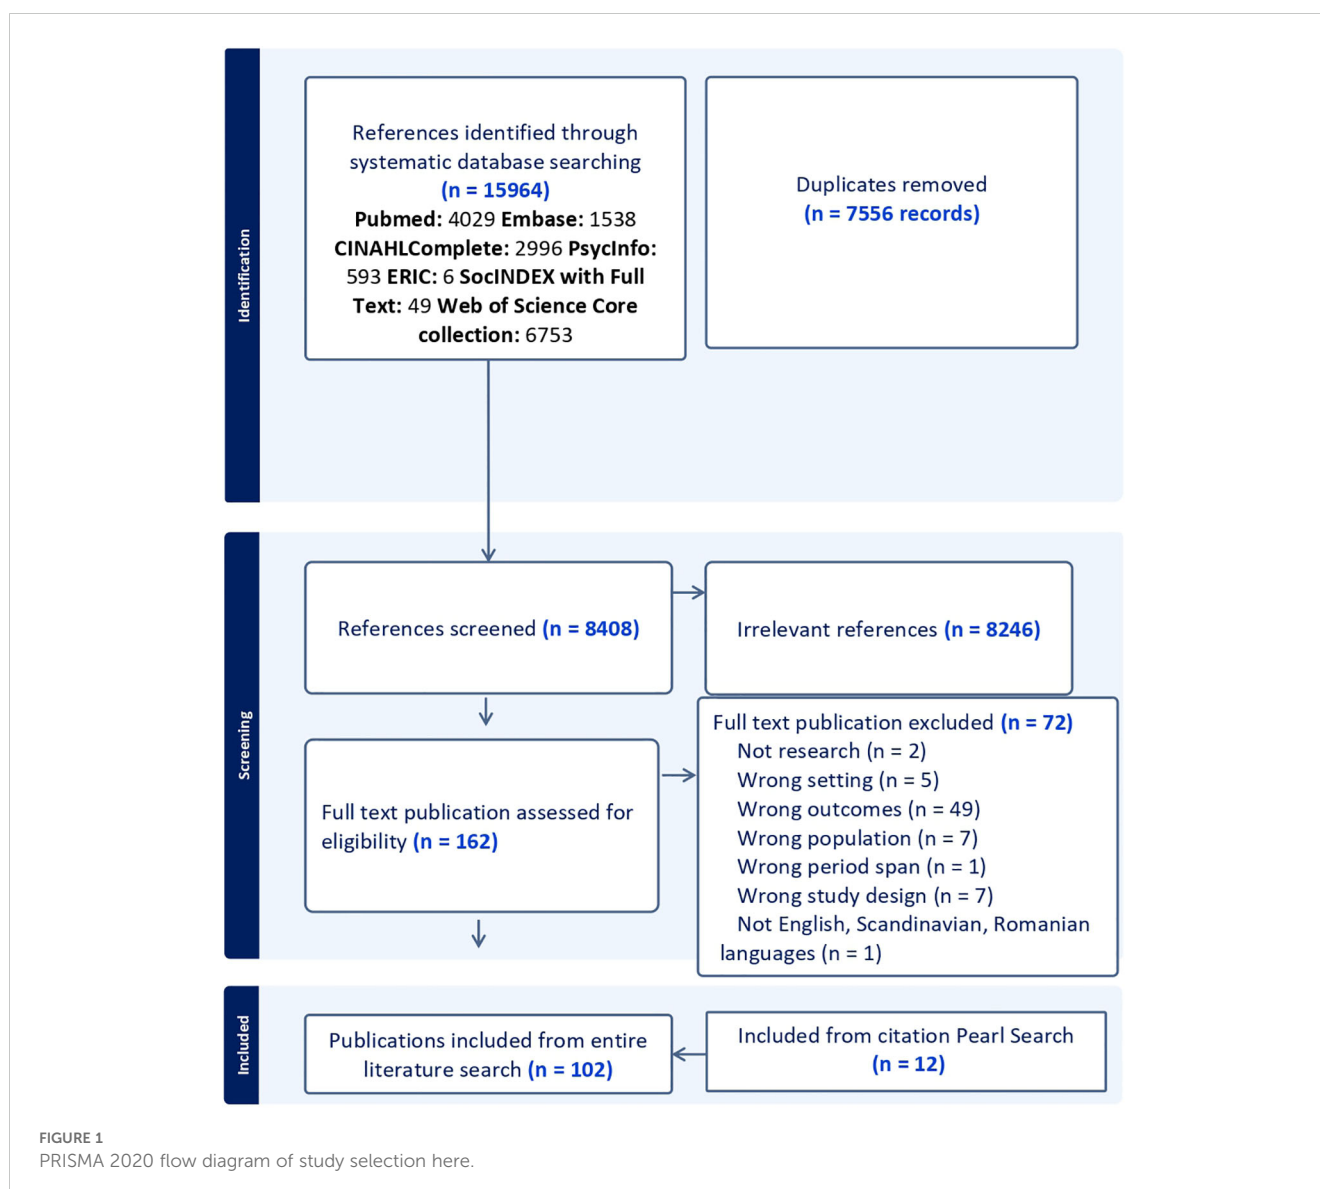 Identification
References identified through
systematic database searching
(n = 15964)
Pubmed: 4029 Embase: 1538
CINAHLComplete: 2996 PsycInfo:
593 ERIC: 6 SocINDEX with Full
Text: 49 Web of Science Core
collection: 6753
Duplicates removed
(n = 7556 records)
Screening
References screened (n = 8408)
Irrelevant references (n = 8246)
Full text publication assessed for
eligibility (n = 162)
Full text publication excluded (n = 72)
Not research (n = 2)
Wrong setting (n = 5)
Wrong outcomes (n = 49)
Wrong population (n = 7)
Wrong period span (n = 1)
Wrong study design (n = 7)
Not English, Scandinavian, Romanian
languages (n = 1)
Included
Publications included from entire
literature search (n = 102)
Included from citation Pearl Search
(n = 12)
FIGURE 1
PRISMA 2020 flow diagram of study selection here.